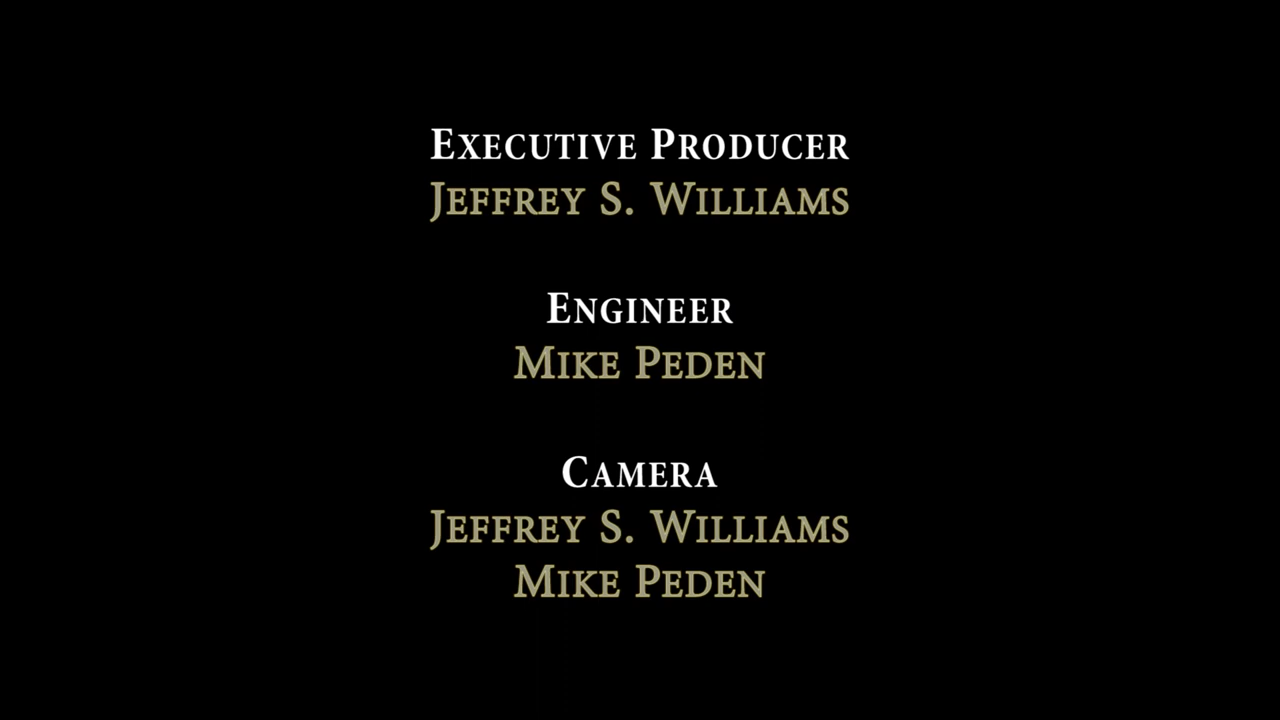 Executive Producer
Jeffrey S. Williams
Engineer
Mike Peden
Camera
Jeffrey S. Williams
Mike Peden